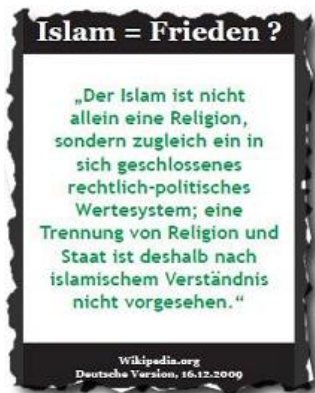 Islam = Frieden ?
„Der Islam ist nicht
allein eine Religion,
sondern zugleich ein in
sich geschlossenes
rechtlich-politisches
Wertesystem; eine
Trennung von Religion und
Staat ist deshalb nach
islamischem Verständnis
nicht vorgesehen.“
Wikipedia.org
Deutsche Version, 16.12.2009